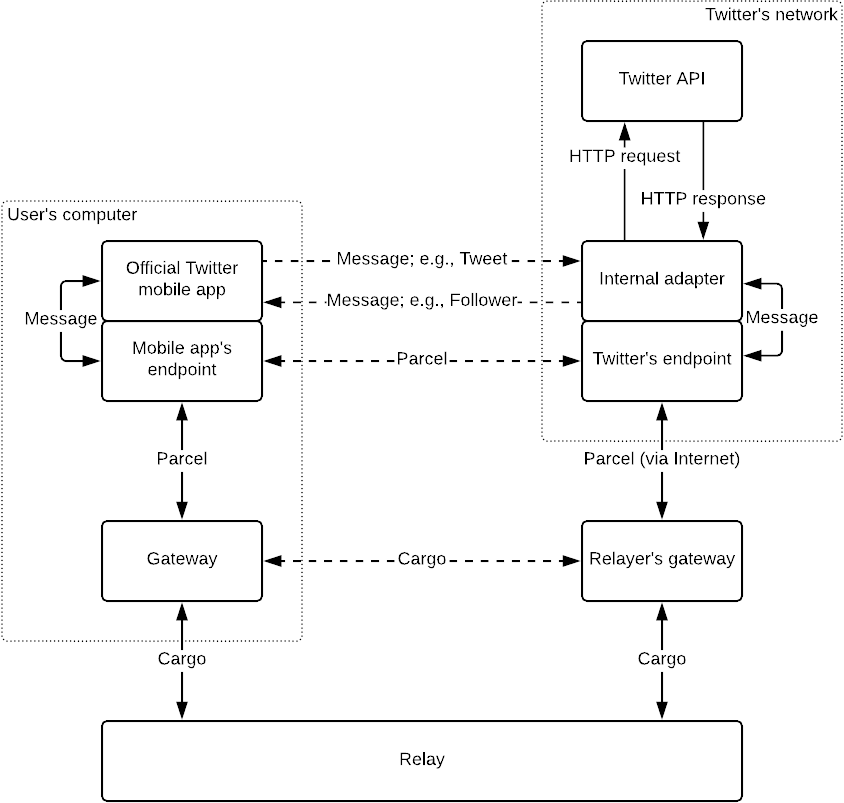 Twitter's network
Twitter API
HTTP request
HTTP response
User's computer
Official Twitter
mobile app
Message; e.g., Tweet
Internal adapter
Message; e.g., Follower
Message
Message
Mobile app's
endpoint
Parcel
Twitter's endpoint
Parcel
Parcel (via Internet)
Gateway
Cargo
Relayer's gateway
Cargo
Cargo
Relay